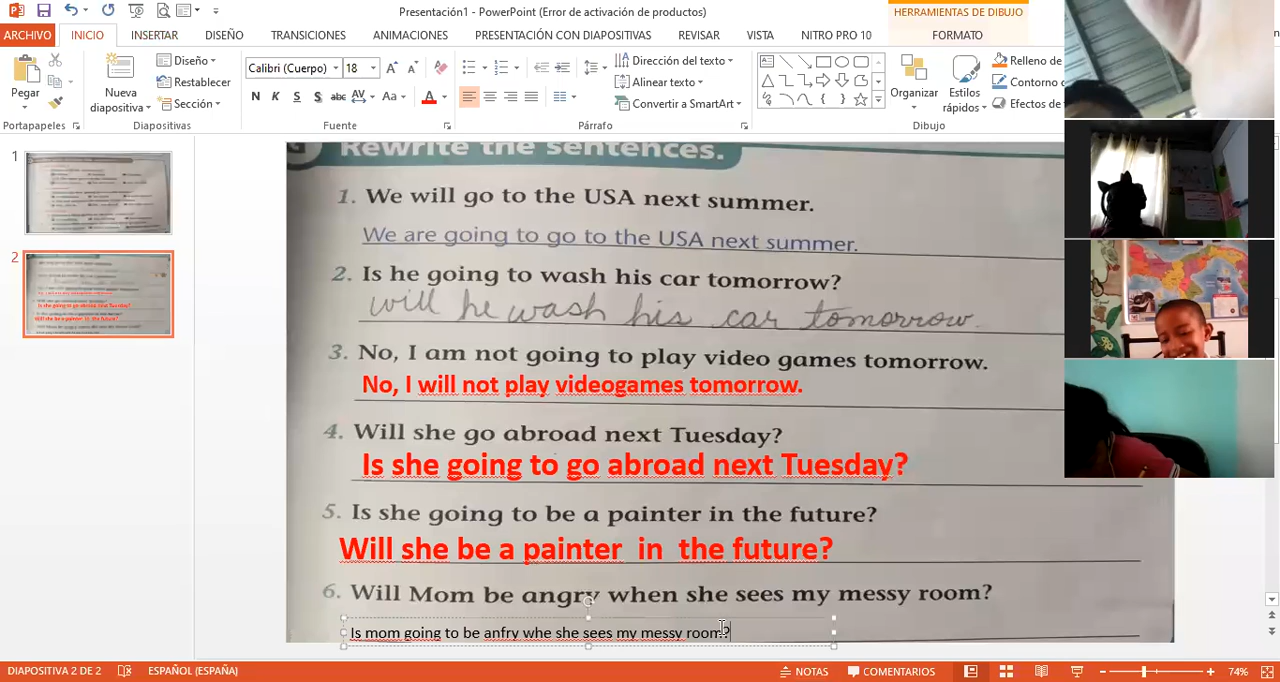 Presentación1 - PowerPoint (Error de activación de productos)
HERRAMIENTAS DE DIBUJO
ARCHIVO INICIO INSERTAR DISEÑO TRANSICIONES ANIMACIONES PRESENTACIÓN CON DIAPOSITIVAS REVISAR VISTA NITRO PRO 10 FORMATO
Pegar
Nueva diapositiva
Diseño
Restablecer
Sección
Calibri (Cuerpo) 18
N K S S abc AV Aa A
Dirección del texto
Alinear texto
Convertir a SmartArt
Organizar
Estilos rápidos
Relleno de
Contorno
Efectos de
Portapapeles Diapositivas Fuente Párrafo Dibujo
1
2
Rewrite the sentences.
1. We will go to the USA next summer.
We are going to go to the USA next summer.
2. Is he going to wash his car tomorrow?
will he wash his car tomorrow.
3. No, I am not going to play video games tomorrow.
No, I will not play videogames tomorrow.
4. Will she go abroad next Tuesday?
Is she going to go abroad next Tuesday?
5. Is she going to be a painter in the future?
Will she be a painter in the future?
6. Will Mom be angry when she sees my messy room?
Is mom going to be anfry whe she sees my messy room?
DIAPOSITIVA 2 DE 2 ESPAÑOL (ESPAÑA) NOTAS COMENTARIOS 74%